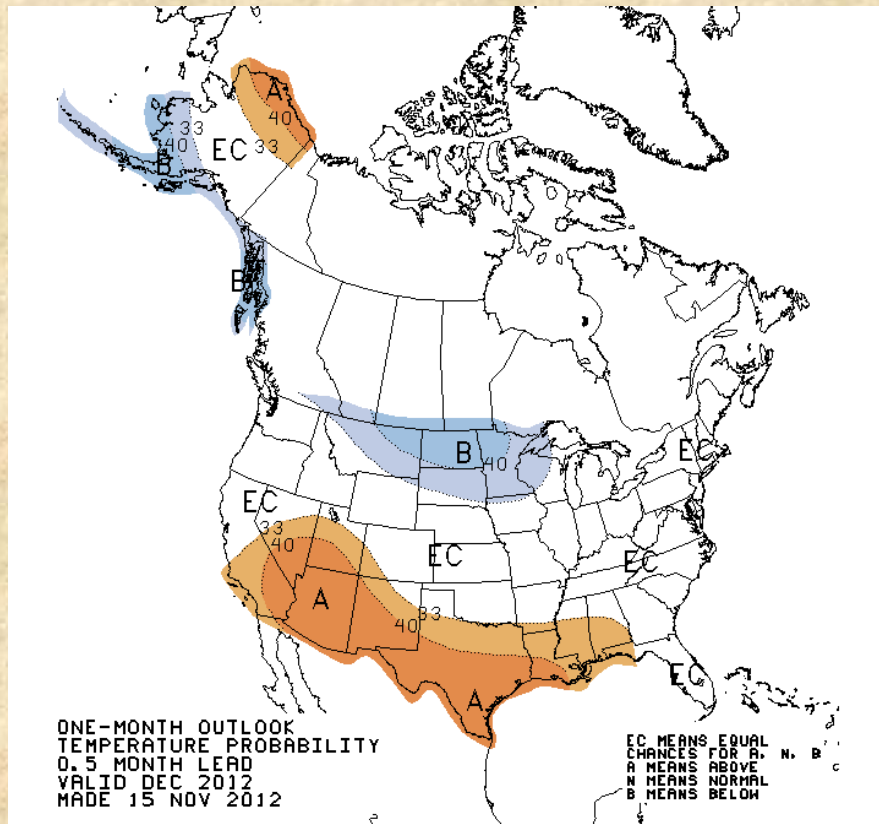 A
40
33
33
40
EC
B
B
B
40
EC
EC
33
40
EC
EC
A
33
40
A
EC
ONE-MONTH OUTLOOK
TEMPERATURE PROBABILITY
0.5 MONTH LEAD
VALID DEC 2012
MADE 15 NOV 2012
EC MEANS EQUAL
CHANCES FOR A, N, B
A MEANS ABOVE
N MEANS NORMAL
B MEANS BELOW